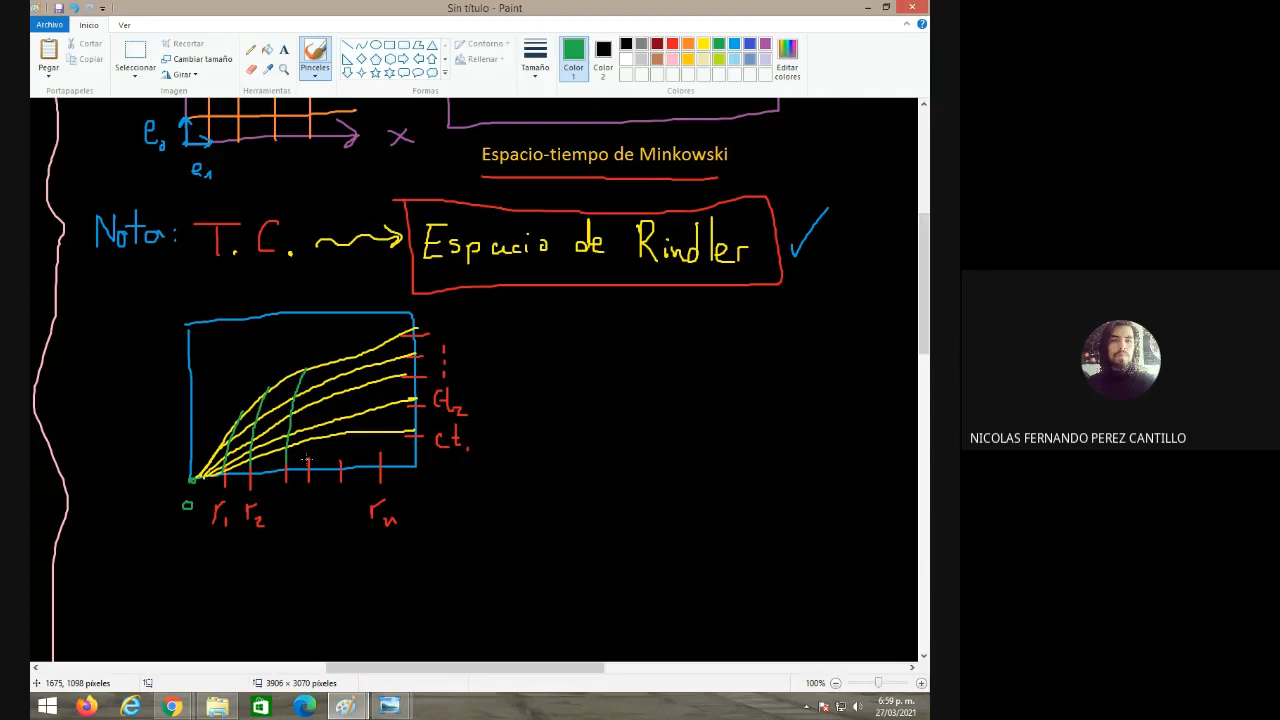 Sin título - Paint
Archivo Inicio Ver
Pegar
Cortar
Copiar
Seleccionar
Recortar
Cambiar tamaño
Girar
A
Pinceles
Contorno
Rellenar
Tamaño
Color 1
Color 2
Editar colores
Portapapeles Imagen Herramientas Formas Colores
e₀
e₁
x
Espacio-tiempo de Minkowski
Nota: T. C. Espacio de Rindler
ct₂
ct₁
0 r₁ r₂ rₙ
NICOLAS FERNANDO PEREZ CANTILLO
1675, 1098 píxeles 3906 × 3070 píxeles 100%
6:59 p. m.
27/03/2021